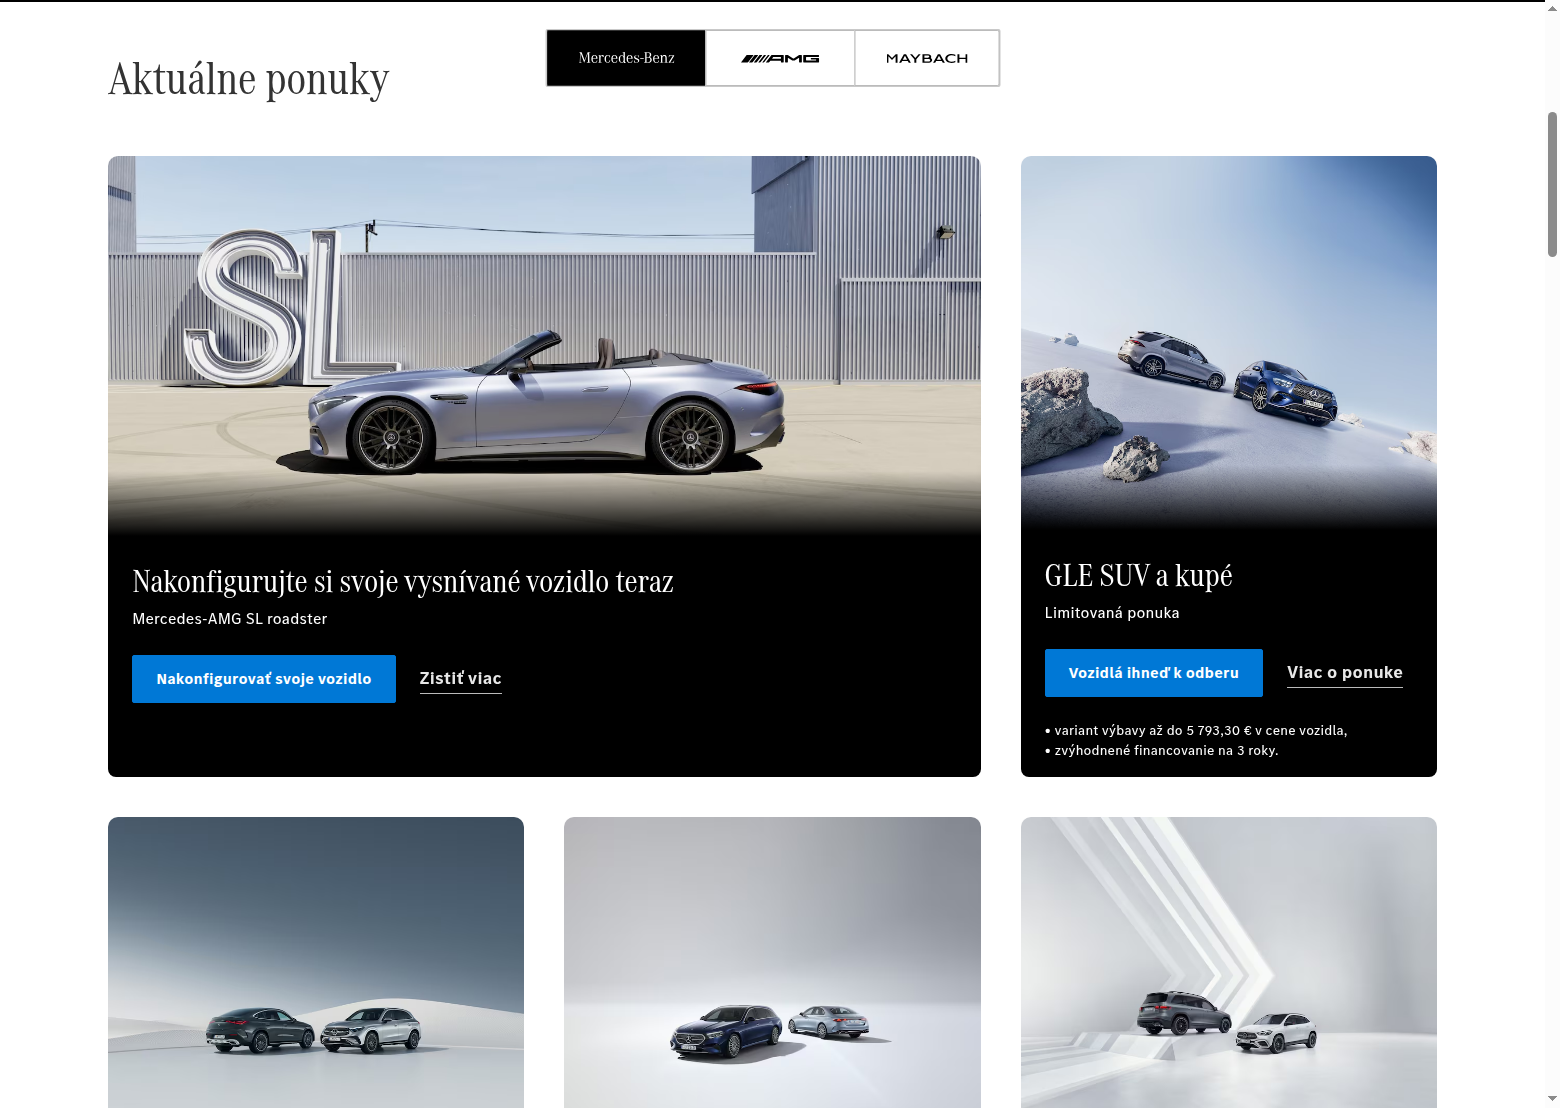 Aktuálne ponuky
Mercedes-Benz
AMG
MAYBACH
SL
Nakonfigurujte si svoje vysnívané vozidlo teraz
Mercedes-AMG SL roadster
Nakonfigurovať svoje vozidlo
Zistiť viac
GLE SUV a kupé
Limitovaná ponuka
Vozidlá ihneď k odberu
Viac o ponuke
• variant výbavy až do 5 793,30 € v cene vozidla,
• zvýhodnené financovanie na 3 roky.